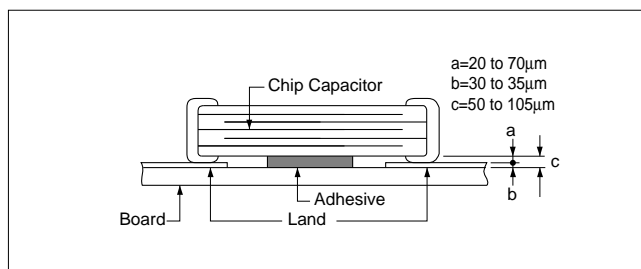 a=20 to 70μm
b=30 to 35μm
c=50 to 105μm
Chip Capacitor
a
c
b
Adhesive
Board
Land